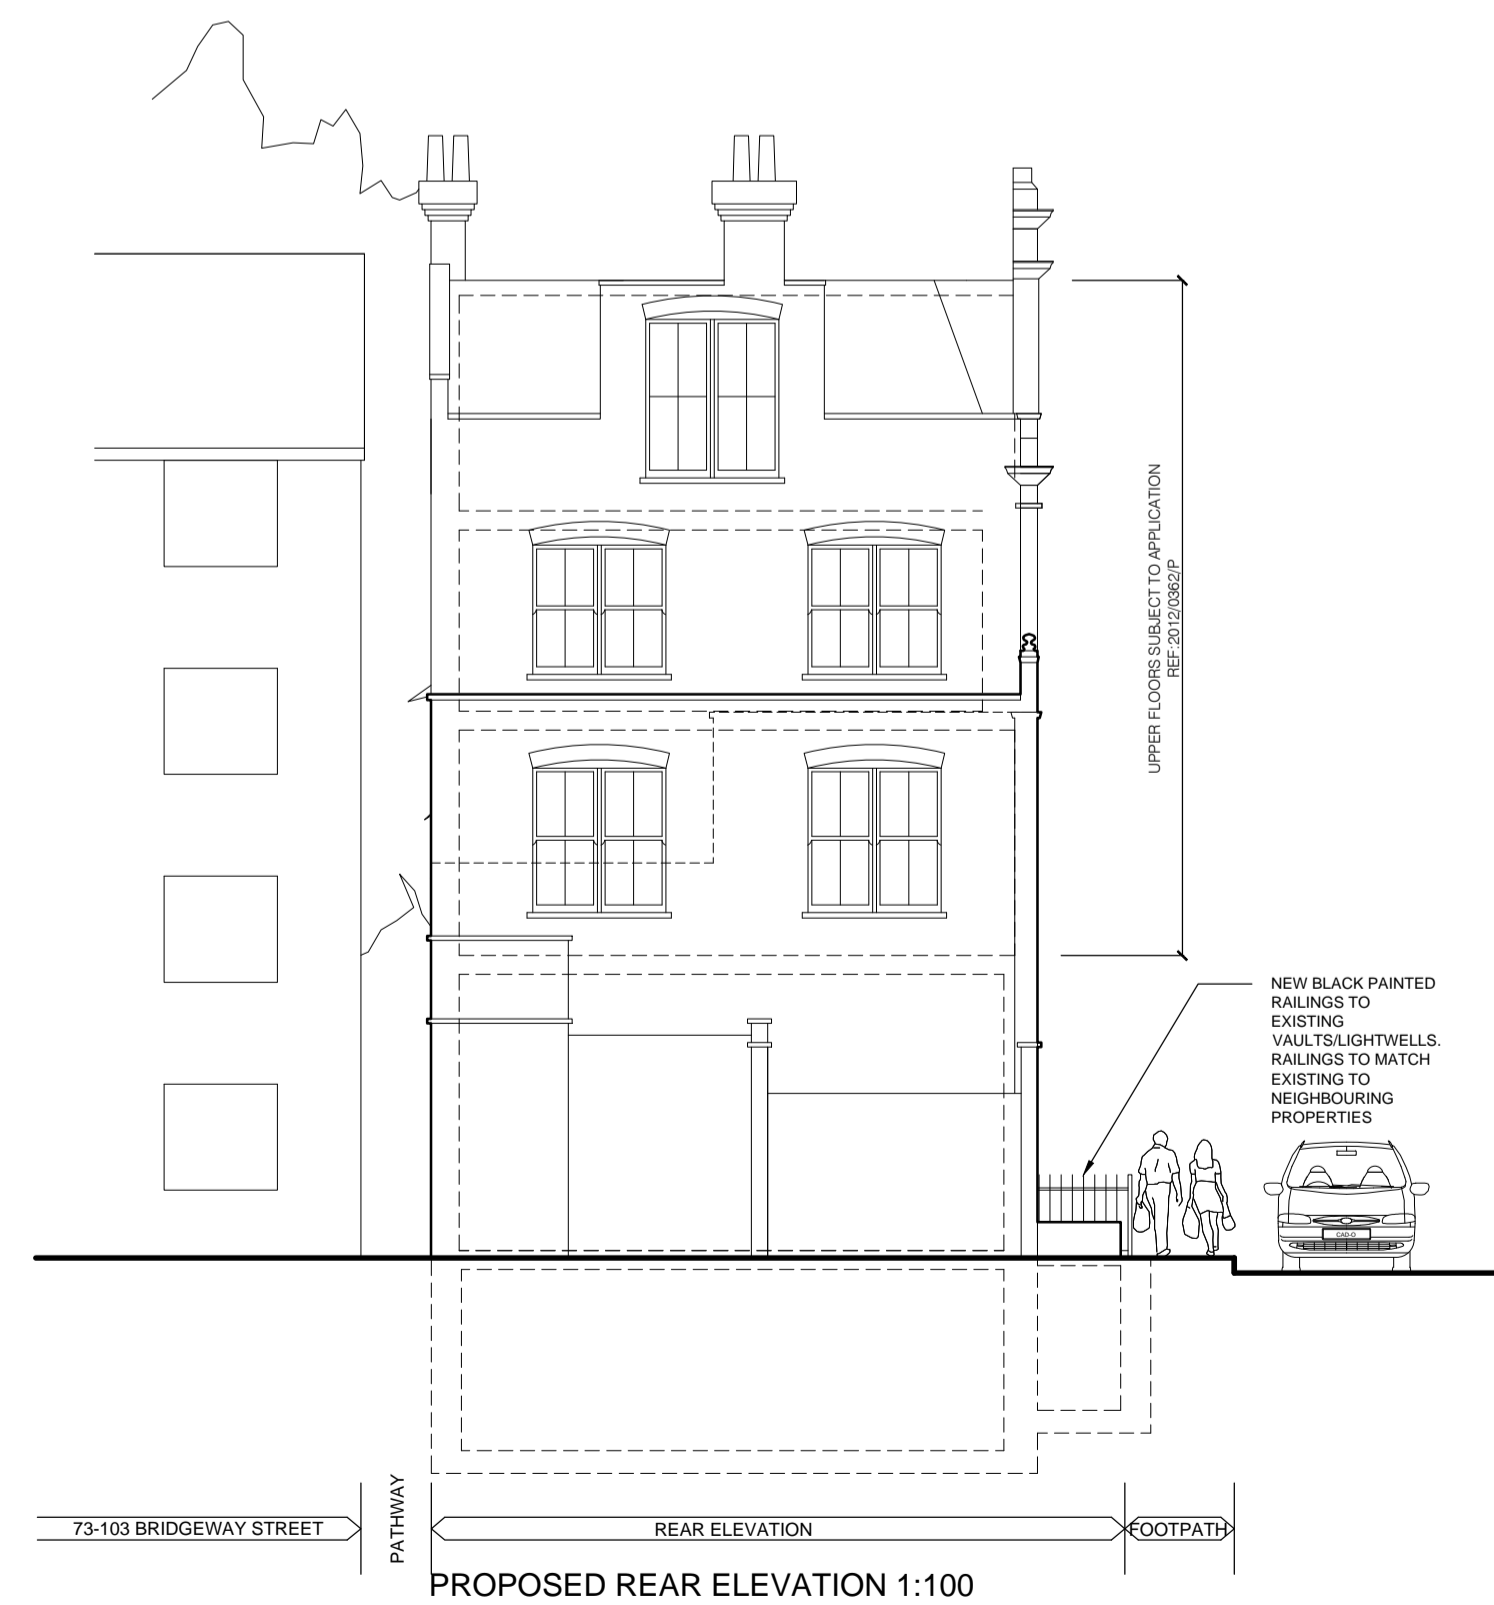 UPPER FLOORS SUBJECT TO APPLICATION
REF:2012/0362/P
NEW BLACK PAINTED
RAILINGS TO
EXISTING
VAULTS/LIGHTWELLS.
RAILINGS TO MATCH
EXISTING TO
NEIGHBOURING
PROPERTIES
CAD-O
73-103 BRIDGEWAY STREET
PATHWAY
REAR ELEVATION
FOOTPATH
PROPOSED REAR ELEVATION 1:100